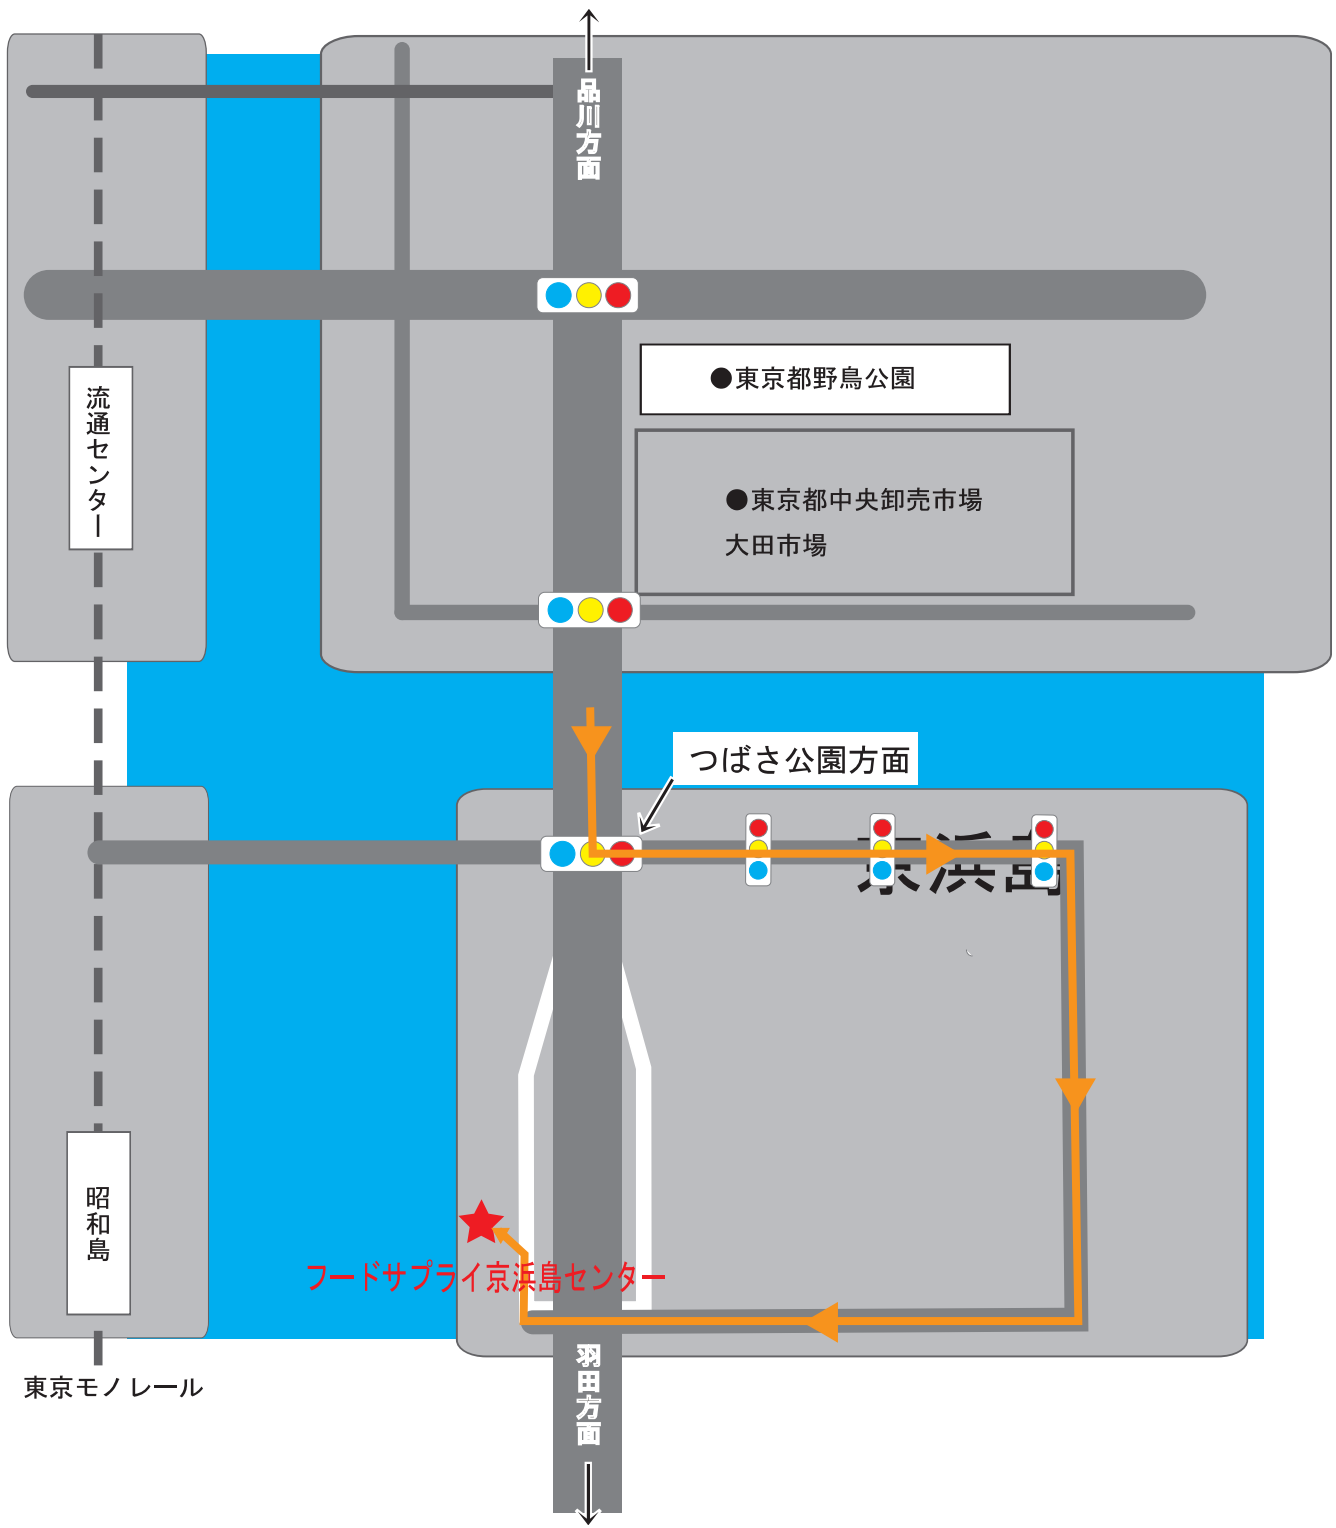 品川方面
●東京都野鳥公園
流通センター
●東京都中央卸売市場
大田市場
つばさ公園方面
京浜島
昭和島
フードサプライ京浜島センター
羽田方面
東京モノレール